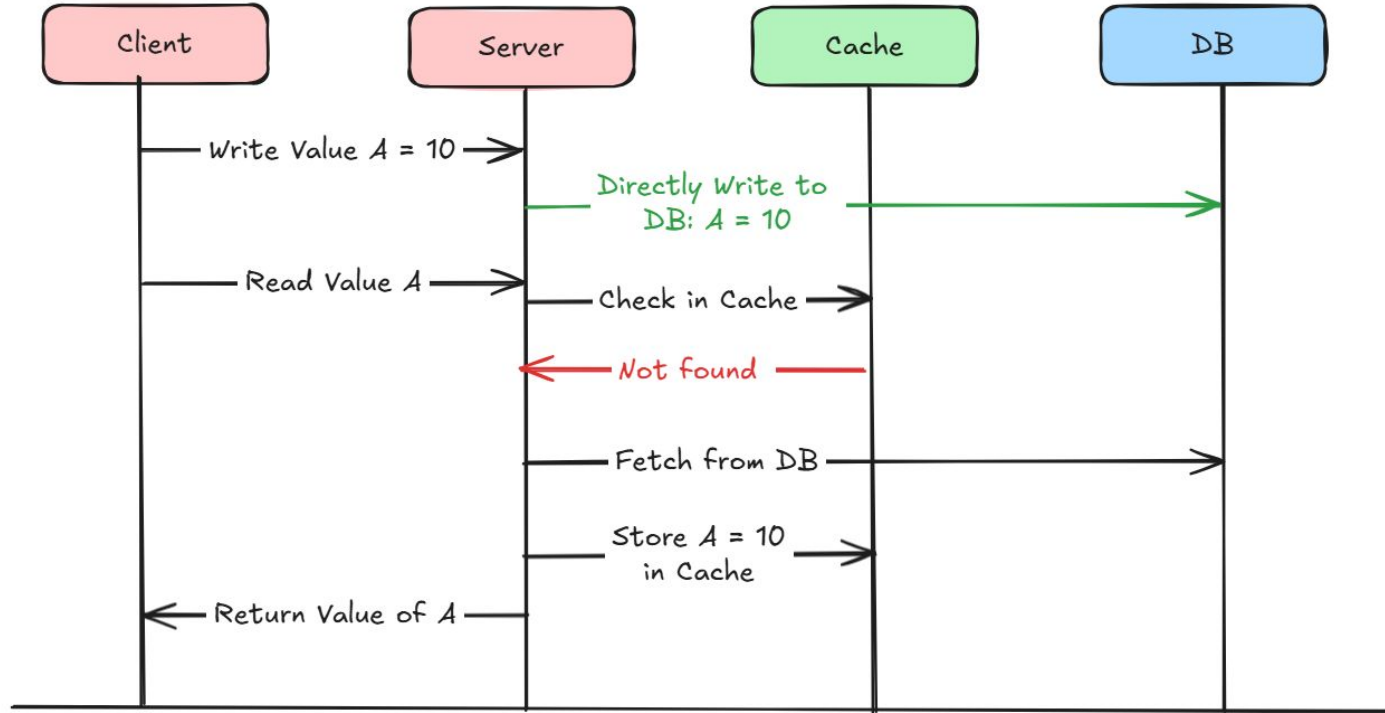 Client
Server
Cache
DB
Write Value A = 10
Directly Write to
DB: A = 10
Read Value A
Check in Cache
Not found
Fetch from DB
Store A = 10
in Cache
Return Value of A